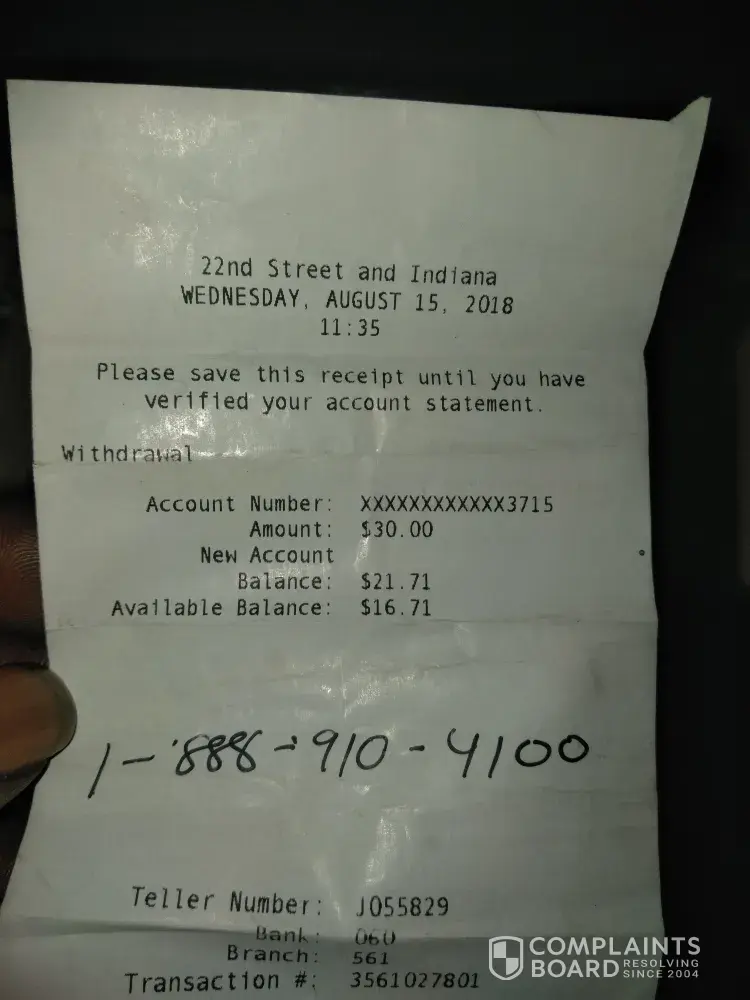 22nd Street and Indiana
WEDNESDAY, AUGUST 15, 2018
11:35
Please save this receipt until you have
verified your account statement.
Withdrawal
Account Number: XXXXXXXXXXXX3715
Amount: $30.00
New Account
Balance: $21.71
Available Balance: $16.71
1-888-910-4100
Teller Number: J055829
Bank: 060
Branch: 561
Transaction #: 3561027801
COMPLAINTS
BOARD RESOLVING
SINCE 2004